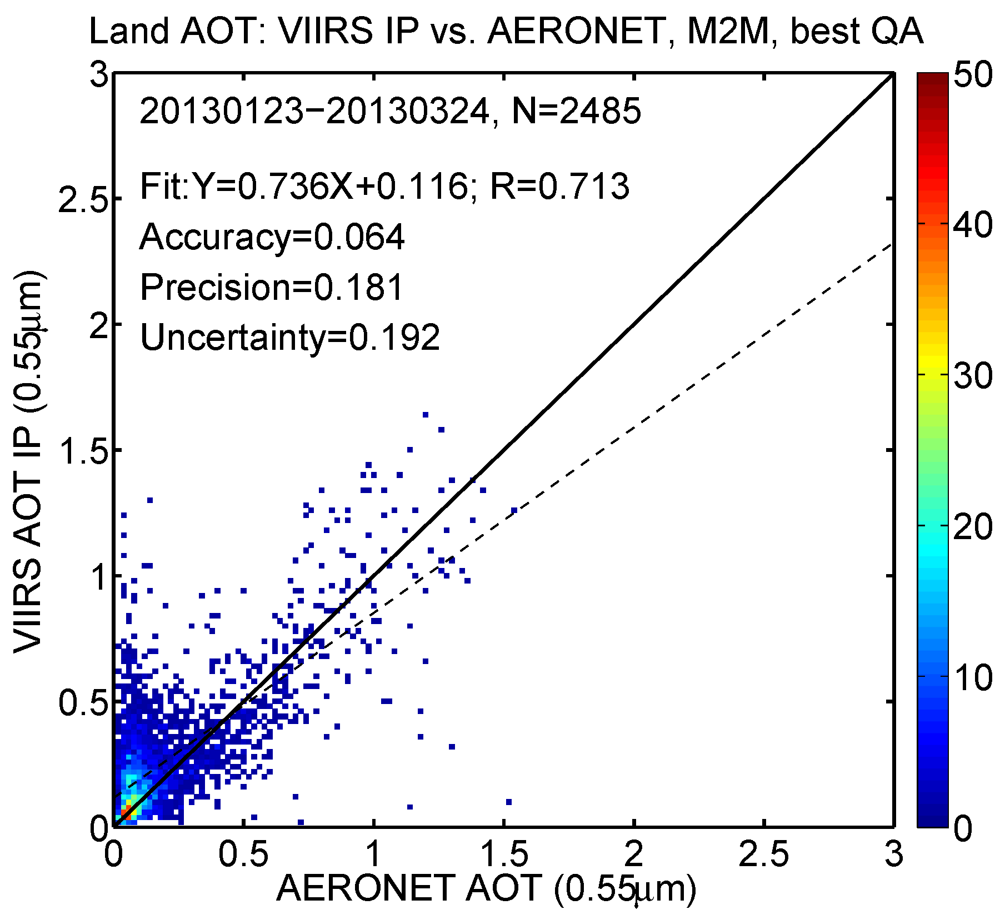 Land AOT: VIIRS IP vs. AERONET, M2M, best QA
20130123−20130324, N=2485
Fit:Y=0.736X+0.116; R=0.713
Accuracy=0.064
Precision=0.181
Uncertainty=0.192
VIIRS AOT IP (0.55μm)
3
2.5
2
1.5
1
0.5
0
0 0.5 1 1.5 2 2.5 3
AERONET AOT (0.55μm)
50
40
30
20
10
0